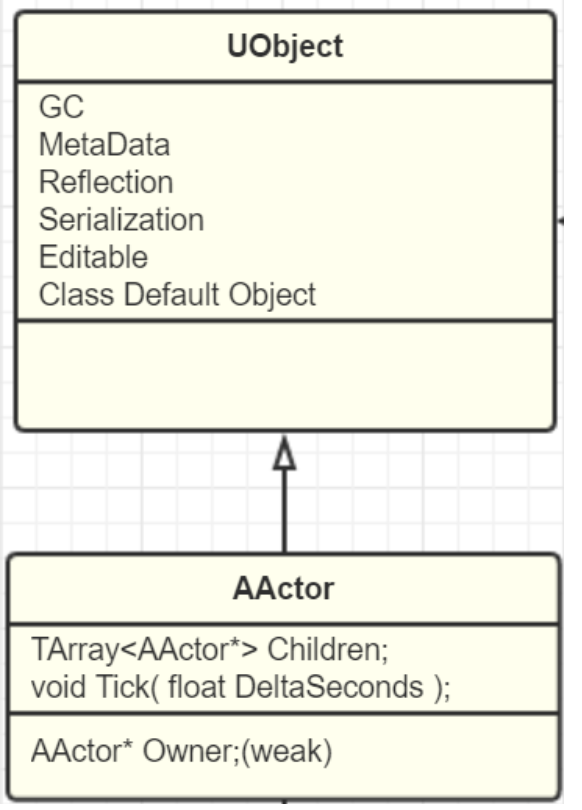 UObject
GC
MetaData
Reflection
Serialization
Editable
Class Default Object
AActor
TArray<AActor*> Children;
void Tick( float DeltaSeconds );
AActor* Owner;(weak)